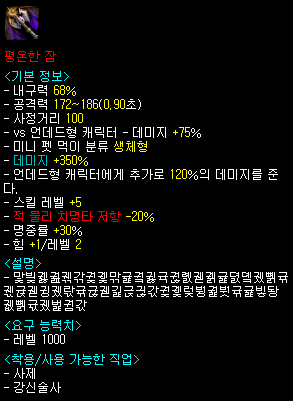 평온한 잠
<기본 정보>
- 내구력 68%
- 공격력 172~186(0,90초)
- 사정거리 100
- vs 언데드형 캐릭터 - 데미지 +75%
- 미니 펫 먹이 분류 생체형
- 데미지 +350%
- 언데드형 캐릭터에게 추가로 120%의 데미지를 준
다.
- 스킬 레벨 +5
- 적 물리 치명타 저항 -20%
- 명중률 +30%
- 힘 +1/레벨 2
<설명>
<요구 능력치>
- 레벨 1000
<착용/사용 가능한 직업>
- 사제
- 강신술사